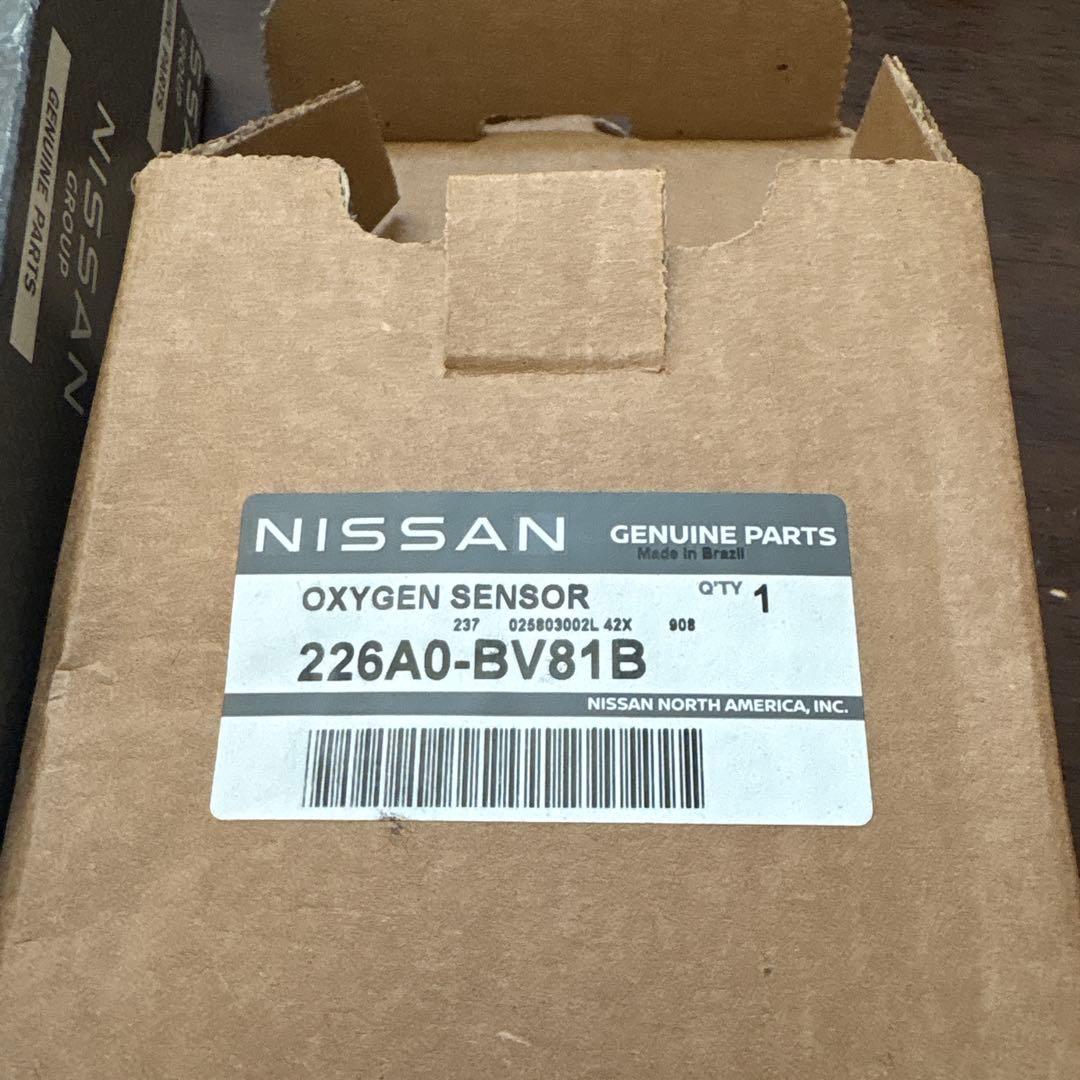 NISSAN
GROUP
GENUINE PARTS
NISSAN GENUINE PARTS
Made in Brazil
OXYGEN SENSOR Q'TY 1
237 025803002L 42X 908
226A0-BV81B
NISSAN NORTH AMERICA, INC.